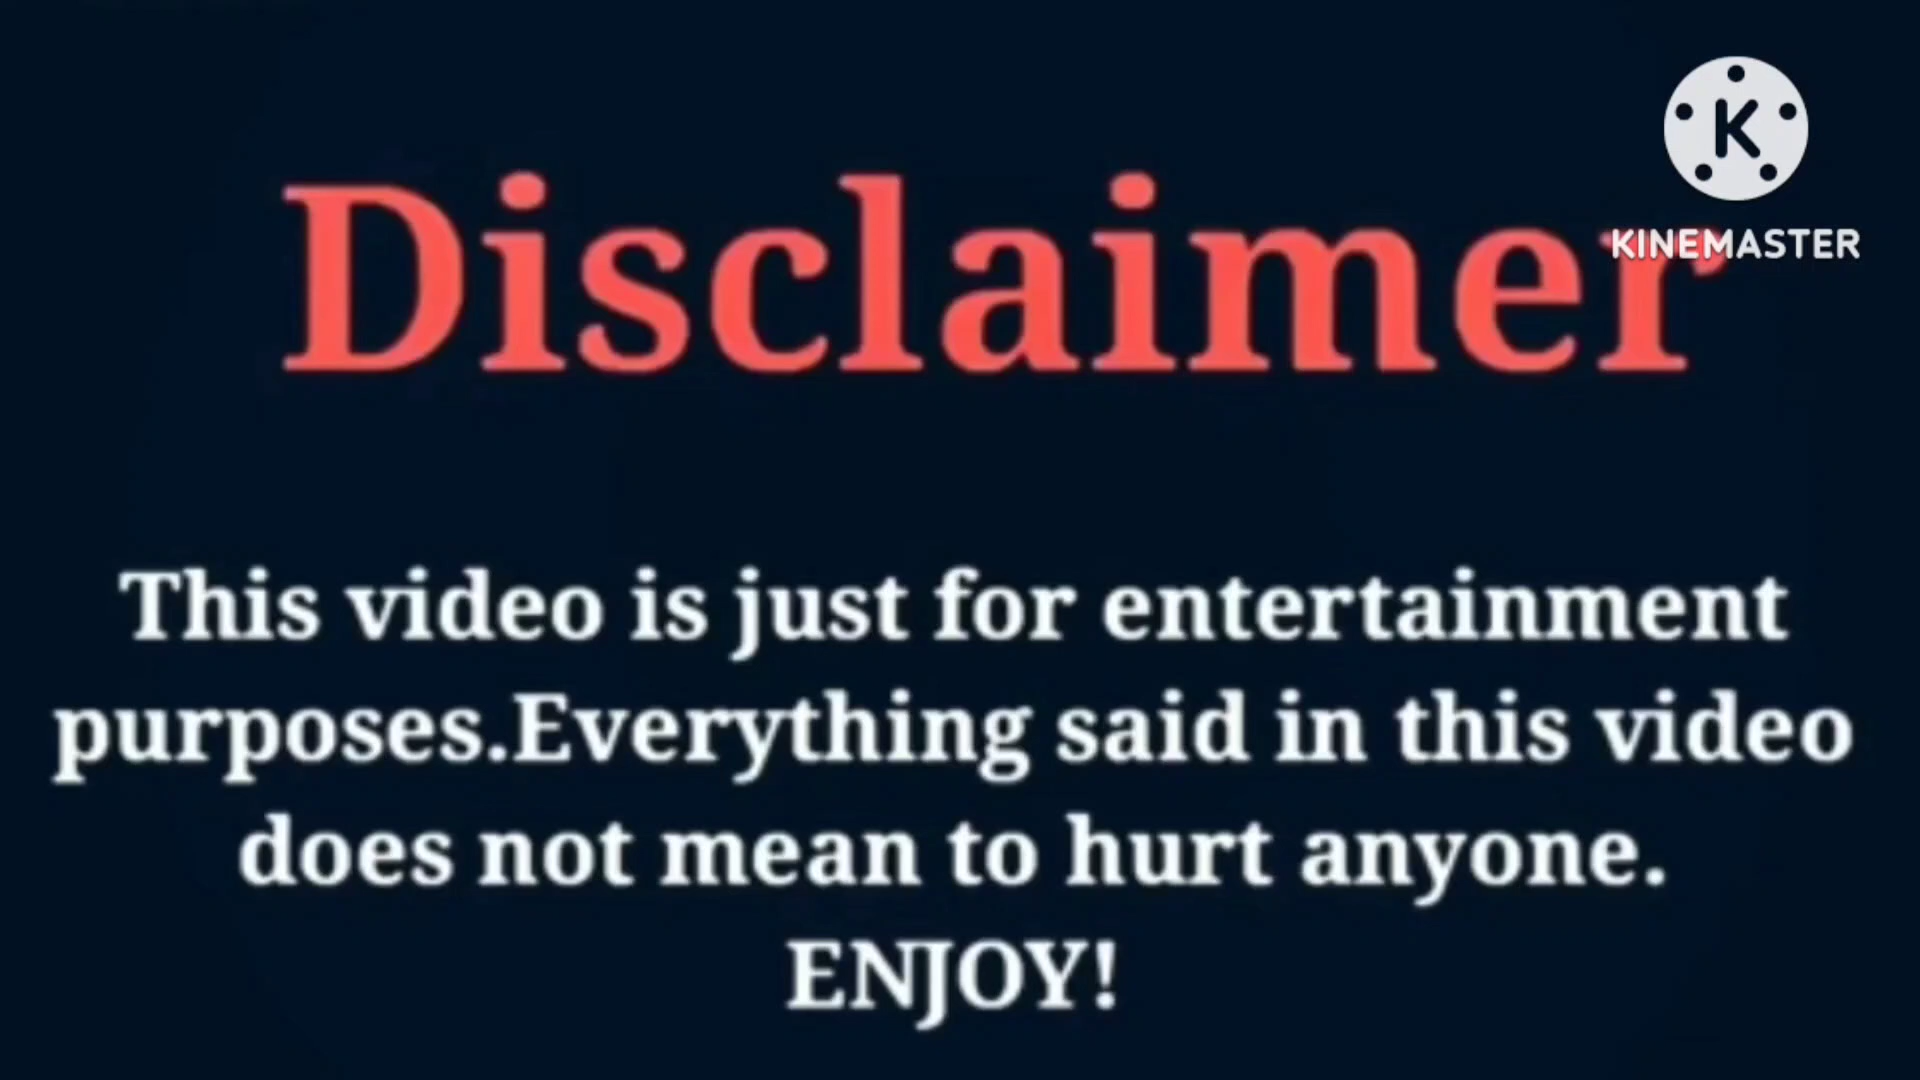 K
KINEMASTER
Disclaimer
This video is just for entertainment
purposes.Everything said in this video
does not mean to hurt anyone.
ENJOY!